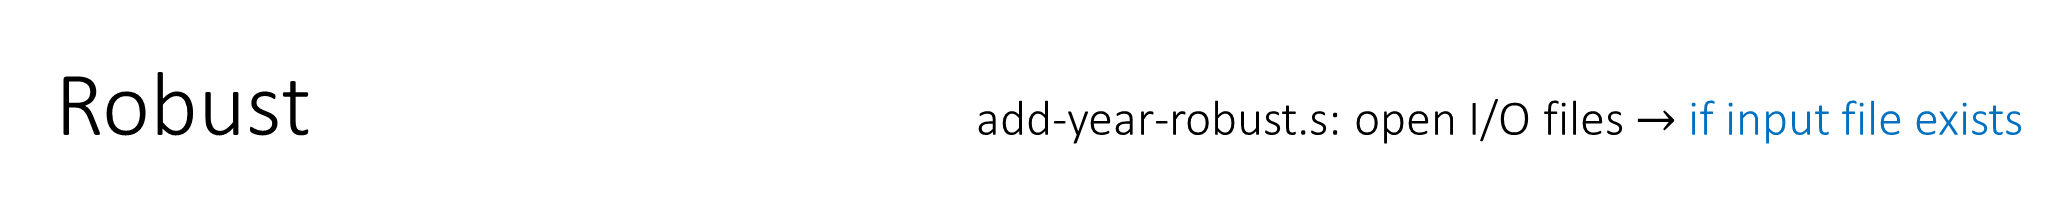 Robust
add-year-robust.s: open I/O files → if input file exists